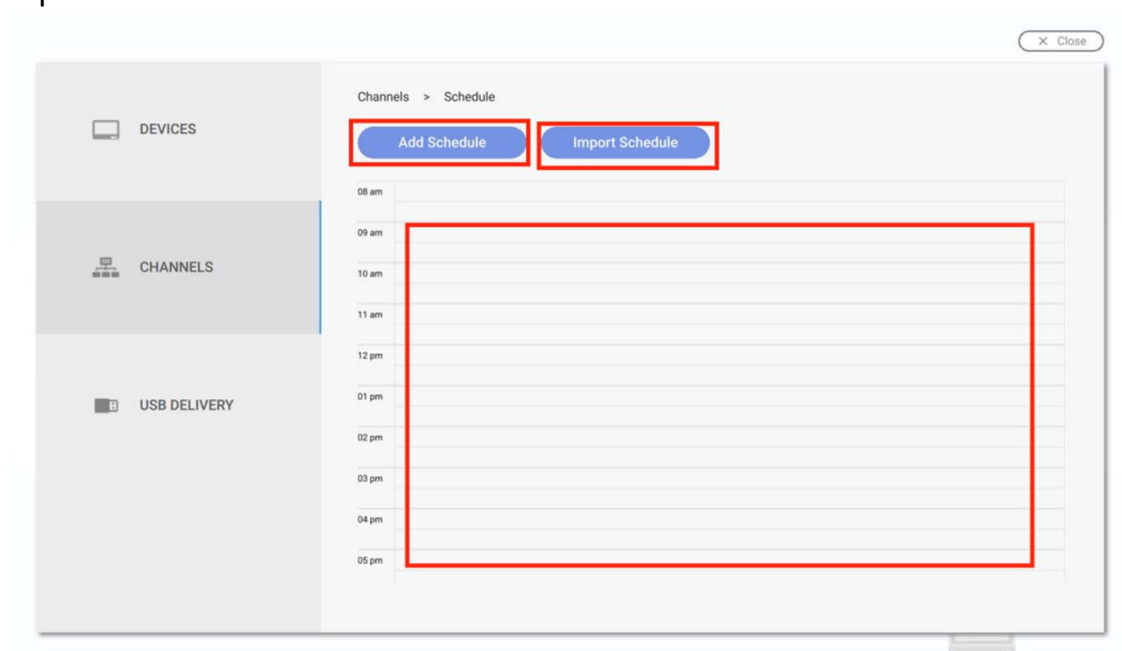 × Close
Channels > Schedule
DEVICES
Add Schedule Import Schedule
08 am
09 am
CHANNELS
10 am
11 am
12 pm
01 pm
USB DELIVERY
02 pm
03 pm
04 pm
05 pm